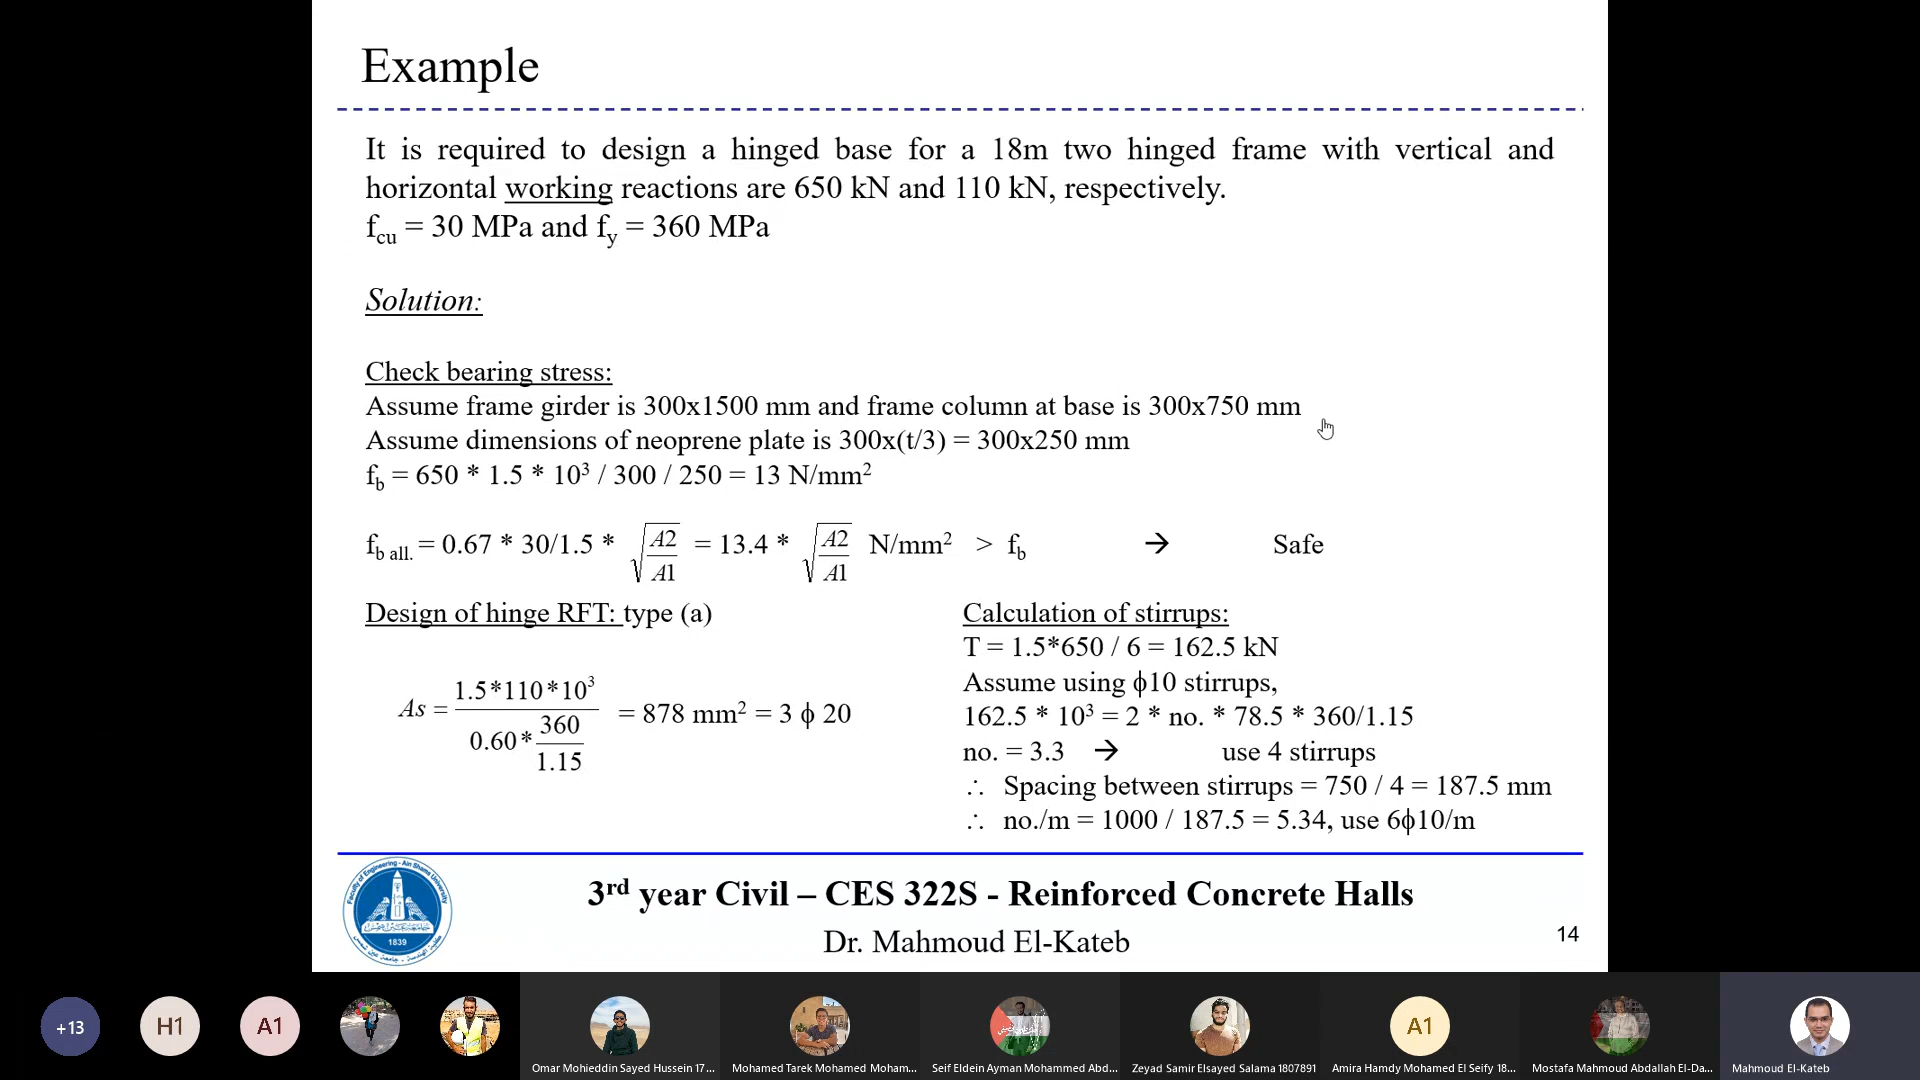 Example
It is required to design a hinged base for a 18m two hinged frame with vertical and
horizontal working reactions are 650 kN and 110 kN, respectively.
fcu = 30 MPa and fy = 360 MPa
Solution:
Check bearing stress:
Assume frame girder is 300x1500 mm and frame column at base is 300x750 mm
Assume dimensions of neoprene plate is 300x(t/3) = 300x250 mm
fb = 650 * 1.5 * 10³ / 300 / 250 = 13 N/mm²
fb all. = 0.67 * 30/1.5 * √(A2/A1) = 13.4 * √(A2/A1) N/mm² > fb → Safe
Design of hinge RFT: type (a)
As = 1.5*110*10³ / (0.60*360/1.15) = 878 mm² = 3 ϕ 20
Calculation of stirrups:
T = 1.5*650 / 6 = 162.5 kN
Assume using ϕ10 stirrups,
162.5 * 10³ = 2 * no. * 78.5 * 360/1.15
no. = 3.3 → use 4 stirrups
∴ Spacing between stirrups = 750 / 4 = 187.5 mm
∴ no./m = 1000 / 187.5 = 5.34, use 6ϕ10/m
Faculty of Engineering - Ain Shams University
1839
3rd year Civil – CES 322S - Reinforced Concrete Halls
Dr. Mahmoud El-Kateb
14
+13
H1
A1
Omar Mohieddin Sayed Hussein 17...
Mohamed Tarek Mohamed Moham...
Seif Eldein Ayman Mohammed Abd...
Zeyad Samir Elsayed Salama 1807891
A1
Amira Hamdy Mohamed El Seify 18...
Mostafa Mahmoud Abdallah El-Da...
Mahmoud El-Kateb